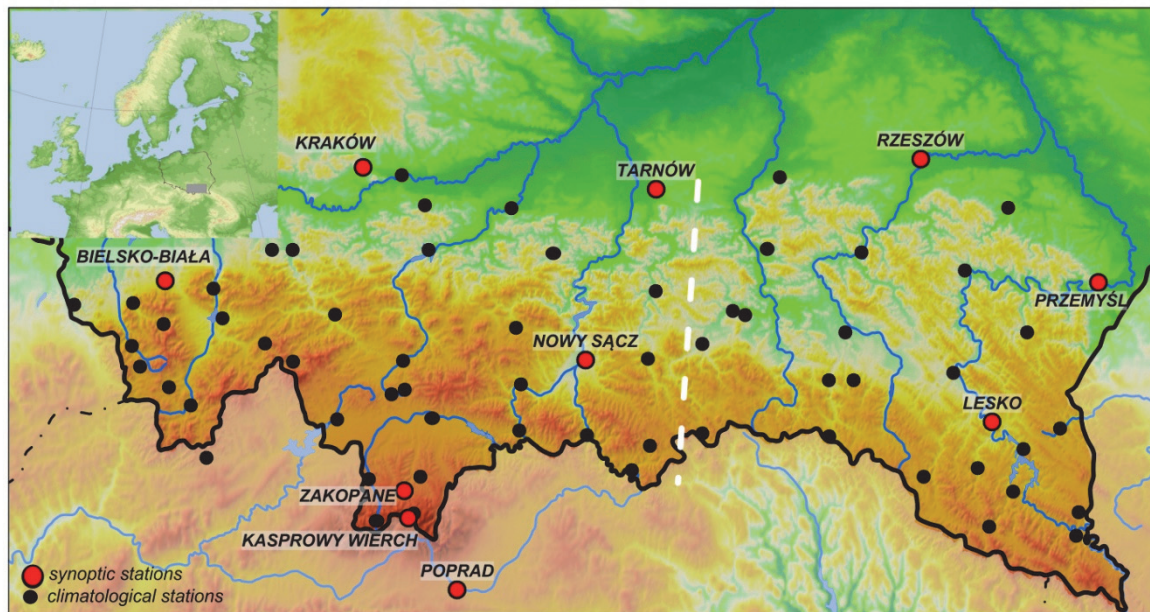 KRAKÓW
RZESZÓW
TARNÓW
BIELSKO-BIAŁA
PRZEMYŚL
NOWY SĄCZ
LESKO
ZAKOPANE
KASPROWY WIERCH
POPRAD
synoptic stations
climatological stations